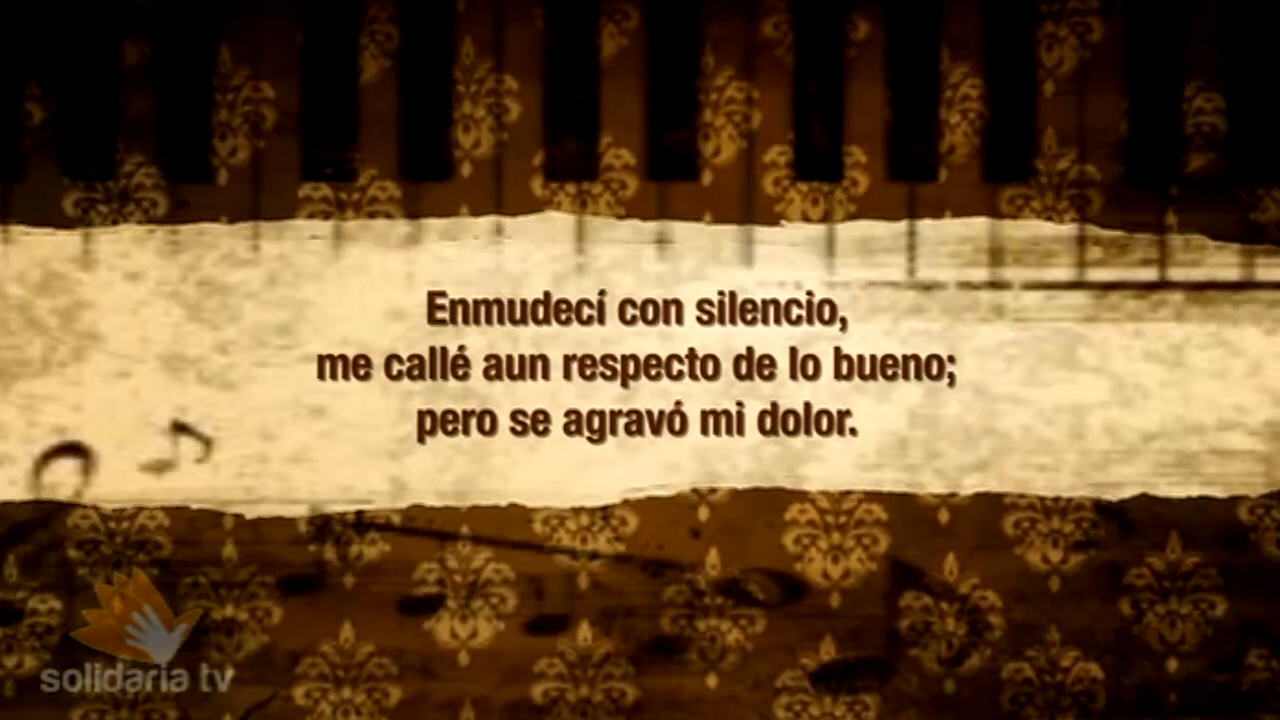 Enmudecí con silencio,
me callé aun respecto de lo bueno;
pero se agravó mi dolor.
solidaria tv